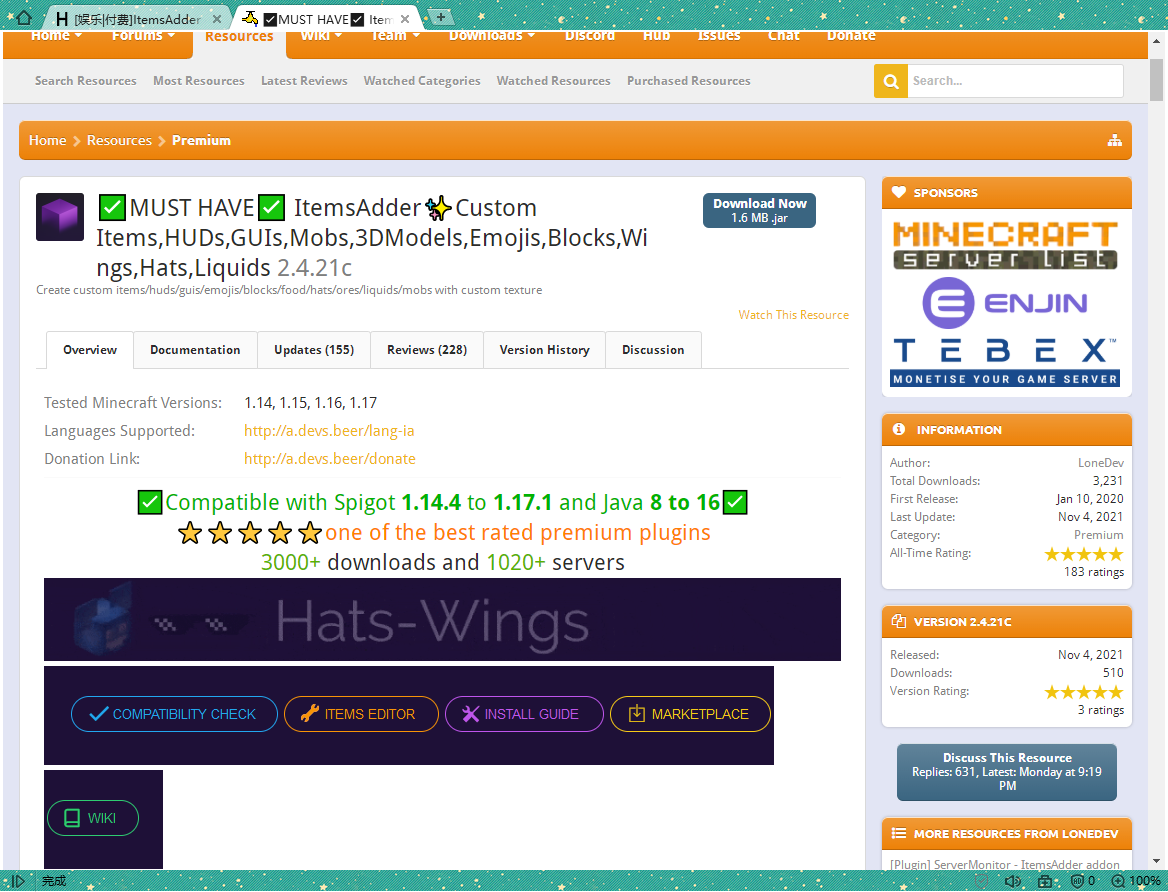 [娱乐|付费]ItemsAdder
✅MUST HAVE✅ Item
Home Forums Resources Wiki Team Downloads Discord Hub Issues Chat Donate
Search Resources Most Resources Latest Reviews Watched Categories Watched Resources Purchased Resources
Search...
Home Resources Premium
✅MUST HAVE✅ ItemsAdder✨Custom
Items,HUDs,GUIs,Mobs,3DModels,Emojis,Blocks,Wi
ngs,Hats,Liquids 2.4.21c
Create custom items/huds/guis/emojis/blocks/food/hats/ores/liquids/mobs with custom texture
Download Now
1.6 MB .jar
Watch This Resource
Overview Documentation Updates (155) Reviews (228) Version History Discussion
Tested Minecraft Versions: 1.14, 1.15, 1.16, 1.17
Languages Supported: http://a.devs.beer/lang-ia
Donation Link: http://a.devs.beer/donate
✅Compatible with Spigot 1.14.4 to 1.17.1 and Java 8 to 16✅
⭐⭐⭐⭐⭐one of the best rated premium plugins
3000+ downloads and 1020+ servers
Hats-Wings
COMPATIBILITY CHECK ITEMS EDITOR INSTALL GUIDE MARKETPLACE
WIKI
SPONSORS
MINECRAFT
server list
ENJIN
TEBEX™
MONETISE YOUR GAME SERVER
INFORMATION
Author: LoneDev
Total Downloads: 3,231
First Release: Jan 10, 2020
Last Update: Nov 4, 2021
Category: Premium
All-Time Rating: ★★★★★
183 ratings
VERSION 2.4.21C
Released: Nov 4, 2021
Downloads: 510
Version Rating: ★★★★★
3 ratings
Discuss This Resource
Replies: 631, Latest: Monday at 9:19
PM
MORE RESOURCES FROM LONEDEV
[Plugin] ServerMonitor - ItemsAdder addon
完成
0
100%